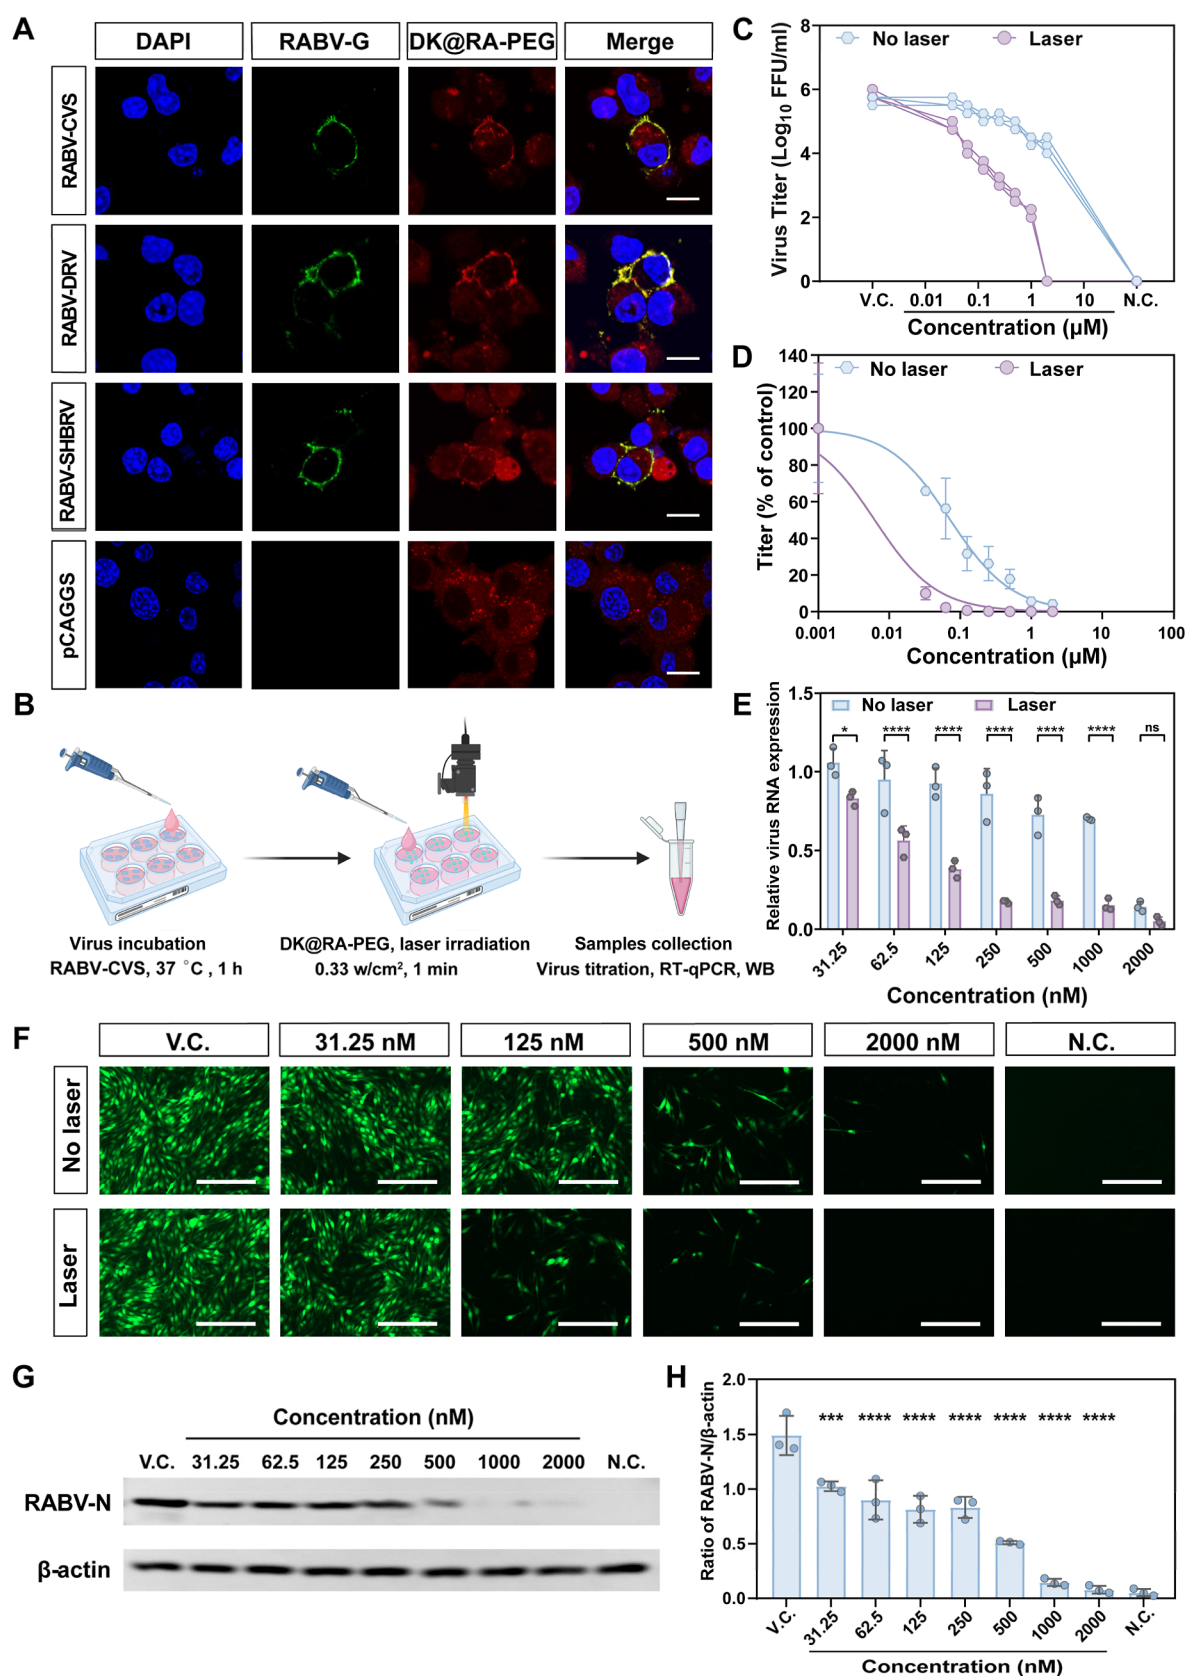 A
DAPI
RABV-G
DK@RA-PEG
Merge
RABV-CVS
RABV-DRV
RABV-SHBRV
pCAGGS
B
Virus incubation
RABV-CVS, 37 °C , 1 h
DK@RA-PEG, laser irradiation
0.33 w/cm², 1 min
Samples collection
Virus titration, RT-qPCR, WB
C
No laser
Laser
Virus Titer (Log₁₀ FFU/ml)
8
6
4
2
0
V.C.
0.01
0.1
1
10
N.C.
Concentration (μM)
D
No laser
Laser
Titer (% of control)
140
120
100
80
60
40
20
0
0.001
0.01
0.1
1
10
100
Concentration (μM)
E
No laser
Laser
Relative virus RNA expression
1.5
1.0
0.5
0.0
*
****
****
****
****
****
ns
31.25
62.5
125
250
500
1000
2000
Concentration (nM)
F
V.C.
31.25 nM
125 nM
500 nM
2000 nM
N.C.
No laser
Laser
G
Concentration (nM)
V.C.
31.25
62.5
125
250
500
1000
2000
N.C.
RABV-N
β-actin
H
Ratio of RABV-N/β-actin
2.0
1.5
1.0
0.5
0.0
***
****
****
****
****
****
****
V.C.
31.25
62.5
125
250
500
1000
2000
N.C.
Concentration (nM)